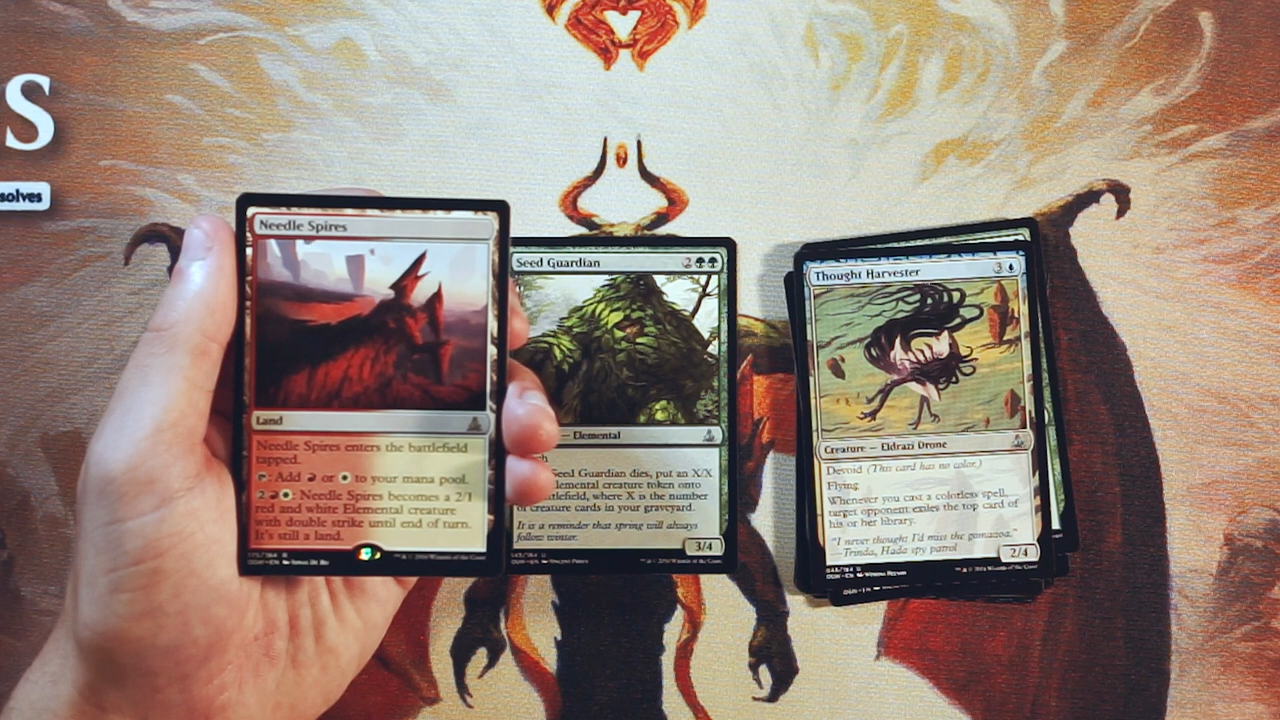 S
solves
Needle Spires
Land
Needle Spires enters the battlefield
tapped.
: Add or to your mana pool.
2 : Needle Spires becomes a 2/1
red and white Elemental creature
with double strike until end of turn.
It's still a land.
Seed Guardian
2
— Elemental
Seed Guardian dies, put an X/X
elemental creature token onto
where X is the number
of creature cards in your graveyard.
It is a reminder that spring will always
follow winter.
3/4
Thought Harvester
3
Creature — Eldrazi Drone
Devoid (This card has no color.)
Flying
Whenever you cast a colorless spell,
target opponent exiles the top card of
his or her library.
"I never thought I'd miss the gomazoa."
—Trinda, Hada spy patrol
2/4